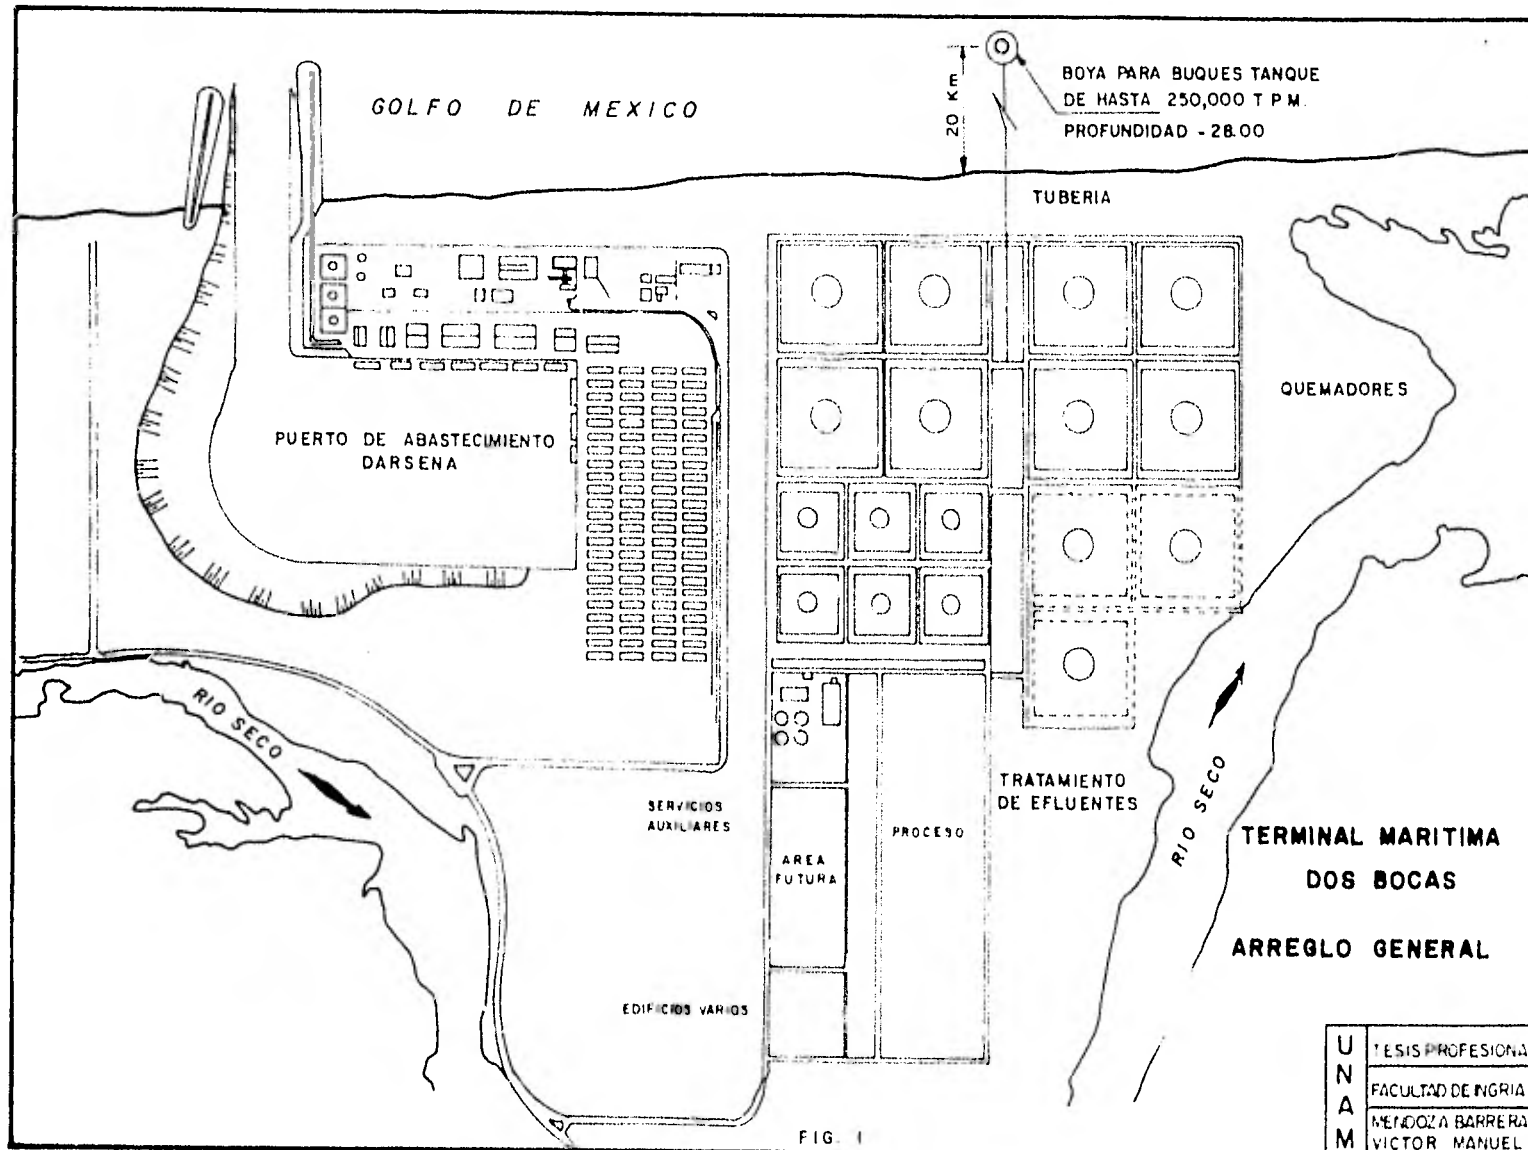 GOLFO DE MEXICO
20 Km
BOYA PARA BUQUES TANQUE
DE HASTA 250,000 T P M.
PROFUNDIDAD - 28.00
TUBERIA
QUEMADORES
PUERTO DE ABASTECIMIENTO
DARSENA
RIO SECO
SERVICIOS
AUXILIARES
AREA
FUTURA
PROCESO
TRATAMIENTO
DE EFLUENTES
RIO SECO
EDIFICIOS VARIOS
TERMINAL MARITIMA
DOS BOCAS
ARREGLO GENERAL
FIG. 1
UNAM
TESIS PROFESIONA
FACULTAD DE INGRIA
MENDOZA BARRERA
VICTOR MANUEL